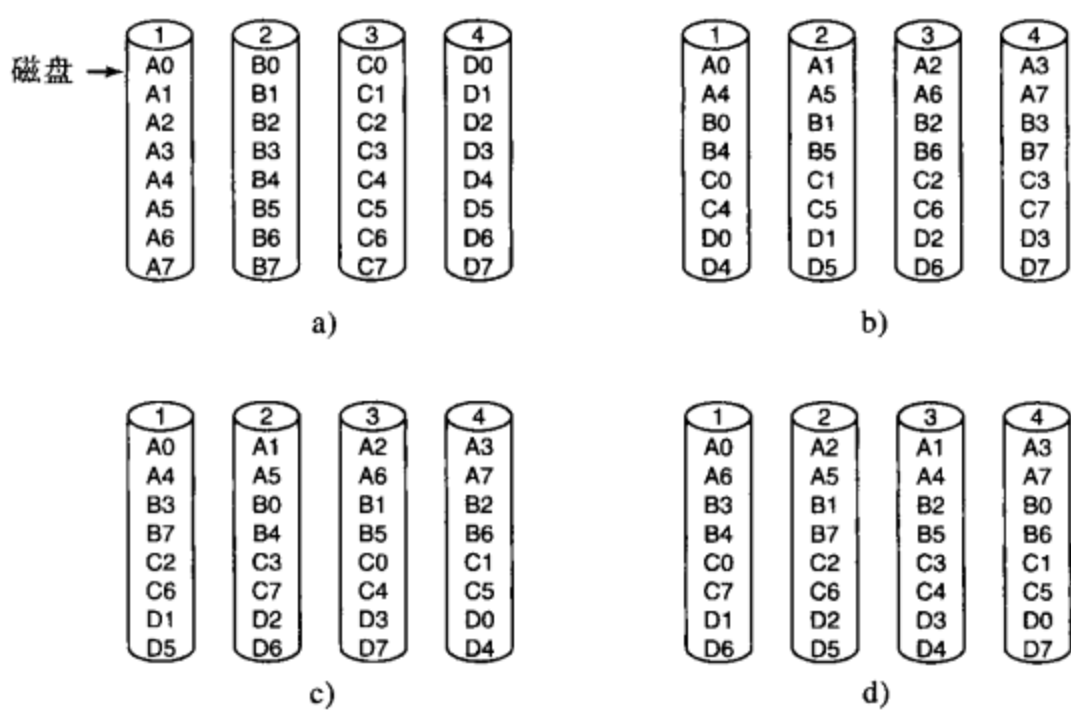 1 2 3 4
磁盘 A0 B0 C0 D0
A1 B1 C1 D1
A2 B2 C2 D2
A3 B3 C3 D3
A4 B4 C4 D4
A5 B5 C5 D5
A6 B6 C6 D6
A7 B7 C7 D7
a)
1 2 3 4
A0 A1 A2 A3
A4 A5 A6 A7
B0 B1 B2 B3
B4 B5 B6 B7
C0 C1 C2 C3
C4 C5 C6 C7
D0 D1 D2 D3
D4 D5 D6 D7
b)
1 2 3 4
A0 A1 A2 A3
A4 A5 A6 A7
B3 B0 B1 B2
B7 B4 B5 B6
C2 C3 C0 C1
C6 C7 C4 C5
D1 D2 D3 D0
D5 D6 D7 D4
c)
1 2 3 4
A0 A2 A1 A3
A6 A5 A4 A7
B3 B1 B2 B0
B4 B7 B5 B6
C0 C2 C3 C1
C7 C6 C4 C5
D1 D2 D3 D0
D6 D5 D4 D7
d)